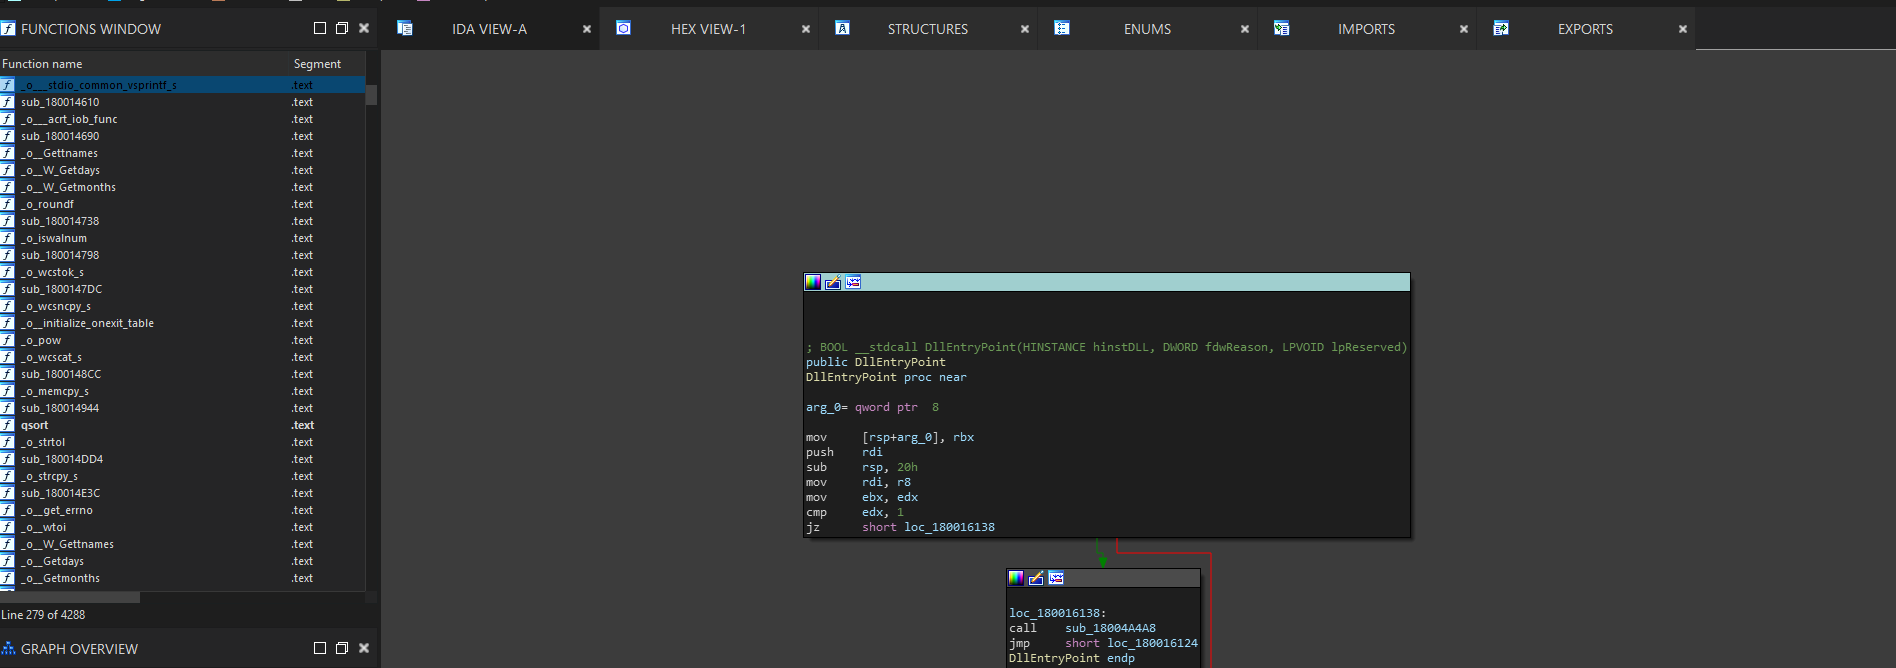 FUNCTIONS WINDOW
IDA VIEW-A
HEX VIEW-1
STRUCTURES
ENUMS
IMPORTS
EXPORTS
Function name Segment
_o___stdio_common_vsprintf_s .text
sub_180014610 .text
_o___acrt_iob_func .text
sub_180014690 .text
_o__Gettnames .text
_o__W_Getdays .text
_o__W_Getmonths .text
_o_roundf .text
sub_180014738 .text
_o_iswalnum .text
sub_180014798 .text
_o_wcstok_s .text
sub_1800147DC .text
_o_wcsncpy_s .text
_o__initialize_onexit_table .text
_o_pow .text
_o_wcscat_s .text
sub_1800148CC .text
_o_memcpy_s .text
sub_180014944 .text
qsort .text
_o_strtol .text
sub_180014DD4 .text
_o_strcpy_s .text
sub_180014E3C .text
_o__get_errno .text
_o__wtoi .text
_o__W_Gettnames .text
_o__Getdays .text
_o__Getmonths .text
Line 279 of 4288
GRAPH OVERVIEW
; BOOL __stdcall DllEntryPoint(HINSTANCE hinstDLL, DWORD fdwReason, LPVOID lpReserved)
public DllEntryPoint
DllEntryPoint proc near
arg_0= qword ptr 8
mov [rsp+arg_0], rbx
push rdi
sub rsp, 20h
mov rdi, r8
mov ebx, edx
cmp edx, 1
jz short loc_180016138
loc_180016138:
call sub_18004A4A8
jmp short loc_180016124
DllEntryPoint endp